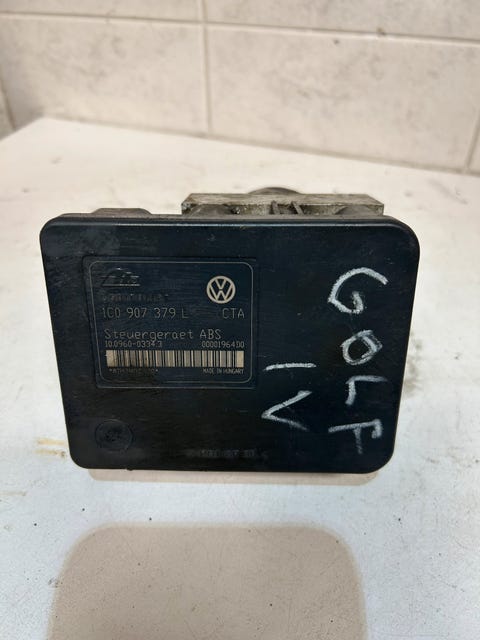 1C0 907 379 L CTA
Steuergeraet ABS
10.0960-0334.3 0000196400
MADE IN HUNGARY
GOLF
IV